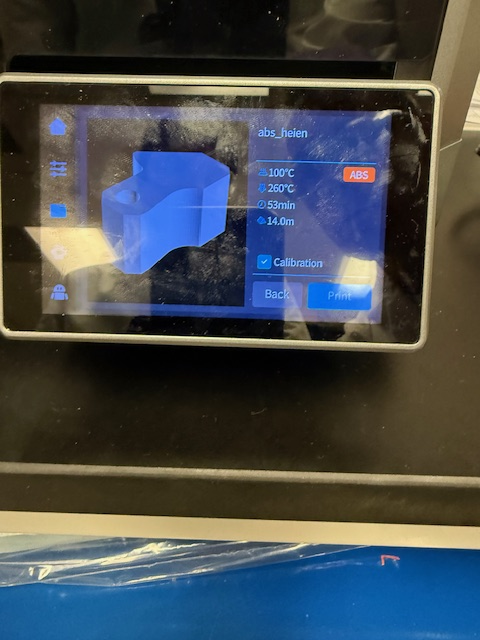 abs_heien
100°C
ABS
260°C
53min
14.0m
Calibration
Back
Print